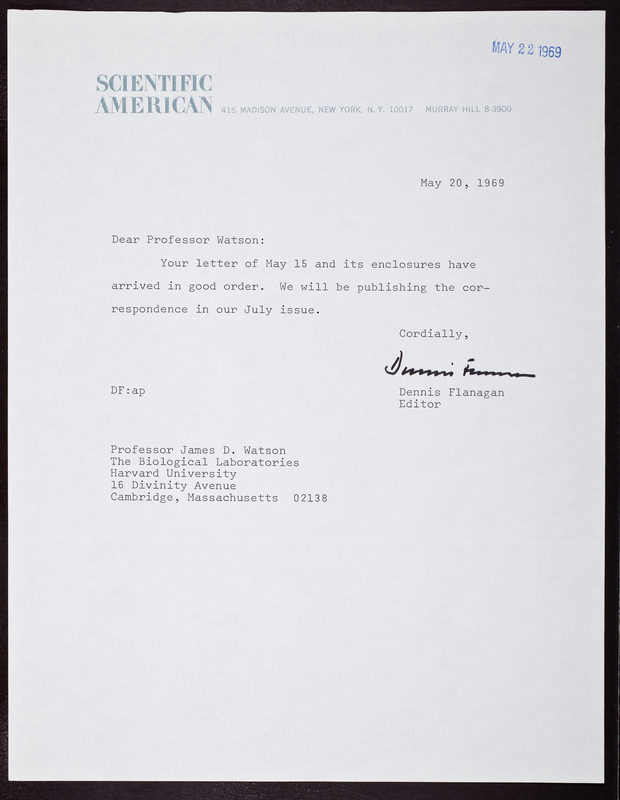 MAY 22 1969
SCIENTIFIC
AMERICAN 415 MADISON AVENUE, NEW YORK, N. Y. 10017 MURRAY HILL 8-3900
May 20, 1969
Dear Professor Watson:
Your letter of May 15 and its enclosures have
arrived in good order. We will be publishing the cor-
respondence in our July issue.
Cordially,
Dennis Flanagan
DF:ap
Dennis Flanagan
Editor
Professor James D. Watson
The Biological Laboratories
Harvard University
16 Divinity Avenue
Cambridge, Massachusetts 02138